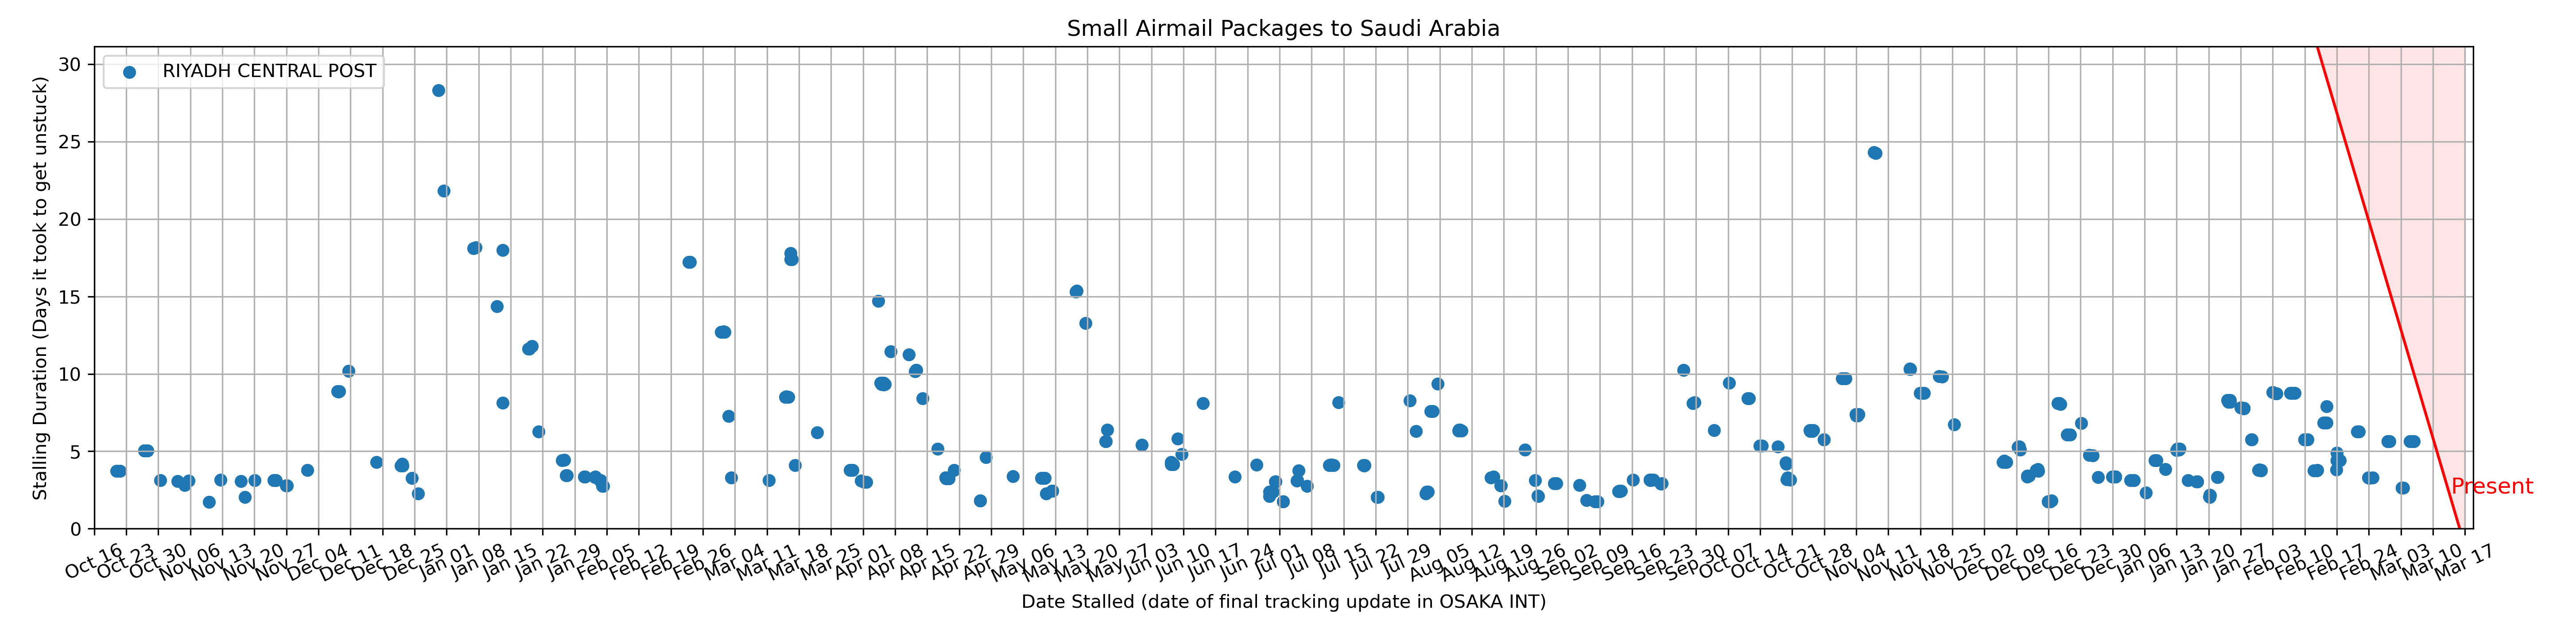 Small Airmail Packages to Saudi Arabia
RIYADH CENTRAL POST
Stalling Duration (Days it took to get unstuck)
30
25
20
15
10
5
0
Present
Oct 16
Oct 23
Oct 30
Nov 06
Nov 13
Nov 20
Nov 27
Dec 04
Dec 11
Dec 18
Dec 25
Jan 01
Jan 08
Jan 15
Jan 22
Jan 29
Feb 05
Feb 12
Feb 19
Feb 26
Mar 04
Mar 11
Mar 18
Mar 25
Apr 01
Apr 08
Apr 15
Apr 22
Apr 29
May 06
May 13
May 20
May 27
Jun 03
Jun 10
Jun 17
Jun 24
Jul 01
Jul 08
Jul 15
Jul 22
Jul 29
Aug 05
Aug 12
Aug 19
Aug 26
Sep 02
Sep 09
Sep 16
Sep 23
Sep 30
Oct 07
Oct 14
Oct 21
Oct 28
Nov 04
Nov 11
Nov 18
Nov 25
Dec 02
Dec 09
Dec 16
Dec 23
Dec 30
Jan 06
Jan 13
Jan 20
Jan 27
Feb 03
Feb 10
Feb 17
Feb 24
Mar 03
Mar 10
Mar 17
Date Stalled (date of final tracking update in OSAKA INT)